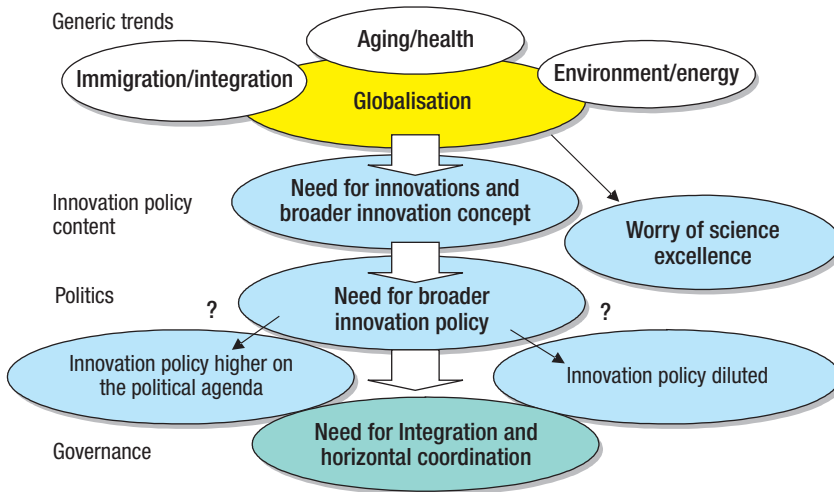 Generic trends
Aging/health
Immigration/integration
Environment/energy
Globalisation
Innovation policy
content
Need for innovations and
broader innovation concept
Worry of science
excellence
Politics
Need for broader
innovation policy
?
?
Innovation policy higher on
the political agenda
Innovation policy diluted
Governance
Need for Integration and
horizontal coordination